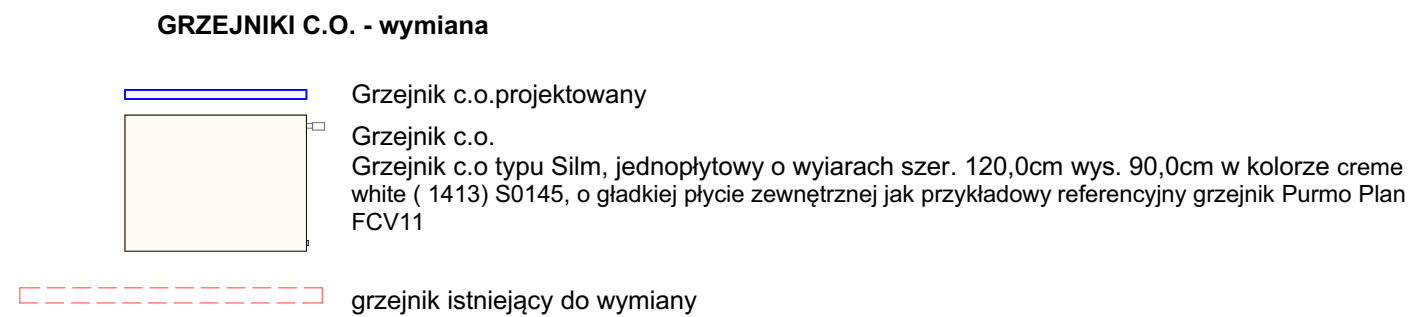 GRZEJNIKI C.O. - wymiana
Grzejnik c.o.projektowany
Grzejnik c.o.
Grzejnik c.o typu Silm, jednopłytowy o wyiarach szer. 120,0cm wys. 90,0cm w kolorze creme
white ( 1413) S0145, o gładkiej płycie zewnętrznej jak przykładowy referencyjny grzejnik Purmo Plan
FCV11
grzejnik istniejący do wymiany